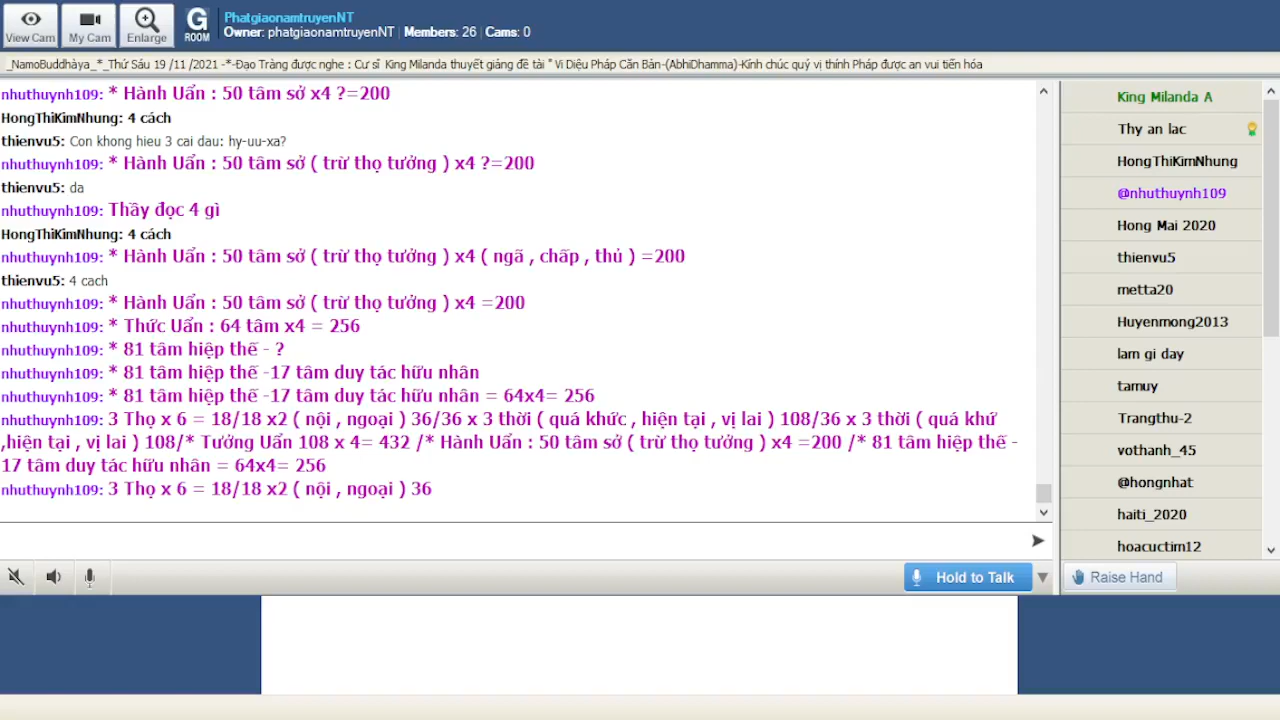 View Cam
My Cam
Enlarge
G
ROOM
PhatgiaonamtruyenNT
Owner: phatgiaonamtruyenNT | Members: 26 | Cams: 0
_NamoBuddhàya_*_Thứ Sáu 19 /11 /2021 -*-Đạo Tràng được nghe : Cư sĩ King Milanda thuyết giảng đề tài " Vi Diệu Pháp Căn Bản-(AbhiDhamma)-Kính chúc quý vị thính Pháp được an vui tiến hóa
nhuthuynh109: * Hành Uẩn : 50 tâm sở x4 ?=200
HongThiKimNhung: 4 cách
thienvu5: Con khong hieu 3 cai dau: hy-uu-xa?
nhuthuynh109: * Hành Uẩn : 50 tâm sở ( trừ thọ tưởng ) x4 ?=200
thienvu5: da
nhuthuynh109: Thầy đọc 4 gì
HongThiKimNhung: 4 cách
nhuthuynh109: * Hành Uẩn : 50 tâm sở ( trừ thọ tưởng ) x4 ( ngã , chấp , thủ ) =200
thienvu5: 4 cach
nhuthuynh109: * Hành Uẩn : 50 tâm sở ( trừ thọ tưởng ) x4 =200
nhuthuynh109: * Thức Uẩn : 64 tâm x4 = 256
nhuthuynh109: * 81 tâm hiệp thế - ?
nhuthuynh109: * 81 tâm hiệp thế -17 tâm duy tác hữu nhân
nhuthuynh109: * 81 tâm hiệp thế -17 tâm duy tác hữu nhân = 64x4= 256
nhuthuynh109: 3 Thọ x 6 = 18/18 x2 ( nội , ngoại ) 36/36 x 3 thời ( quá khức , hiện tại , vị lai ) 108/36 x 3 thời ( quá khứ
,hiện tại , vị lai ) 108/* Tưởng Uẩn 108 x 4= 432 /* Hành Uẩn : 50 tâm sở ( trừ thọ tưởng ) x4 =200 /* 81 tâm hiệp thế -
17 tâm duy tác hữu nhân = 64x4= 256
nhuthuynh109: 3 Thọ x 6 = 18/18 x2 ( nội , ngoại ) 36
King Milanda A
Thy an lac
HongThiKimNhung
@nhuthuynh109
Hong Mai 2020
thienvu5
metta20
Huyenmong2013
lam gi day
tamuy
Trangthu-2
vothanh_45
@hongnhat
haiti_2020
hoacuctim12
Hold to Talk
Raise Hand